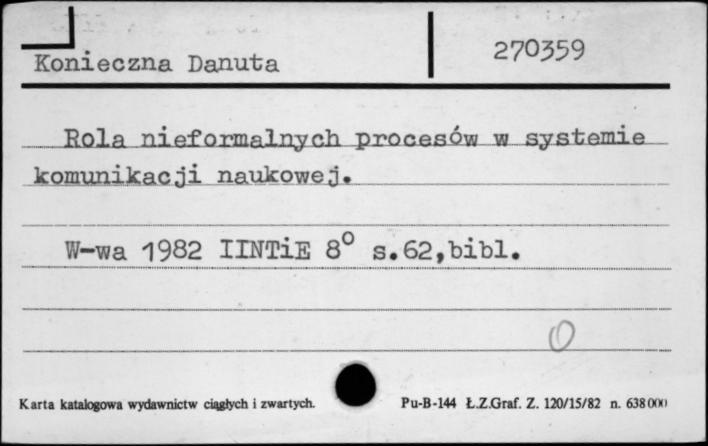 Konieczna Danuta 270359
Rola nieformalnych procesów w systemie
komunikacji naukowej.
W-wa 1982 IINTiE 8° s.62,bibl.
O
Karta katalogowa wydawnictw ciągłych i zwartych. Pu-B-144 Ł.Z.Graf. Z. 120/15/82 n. 638000